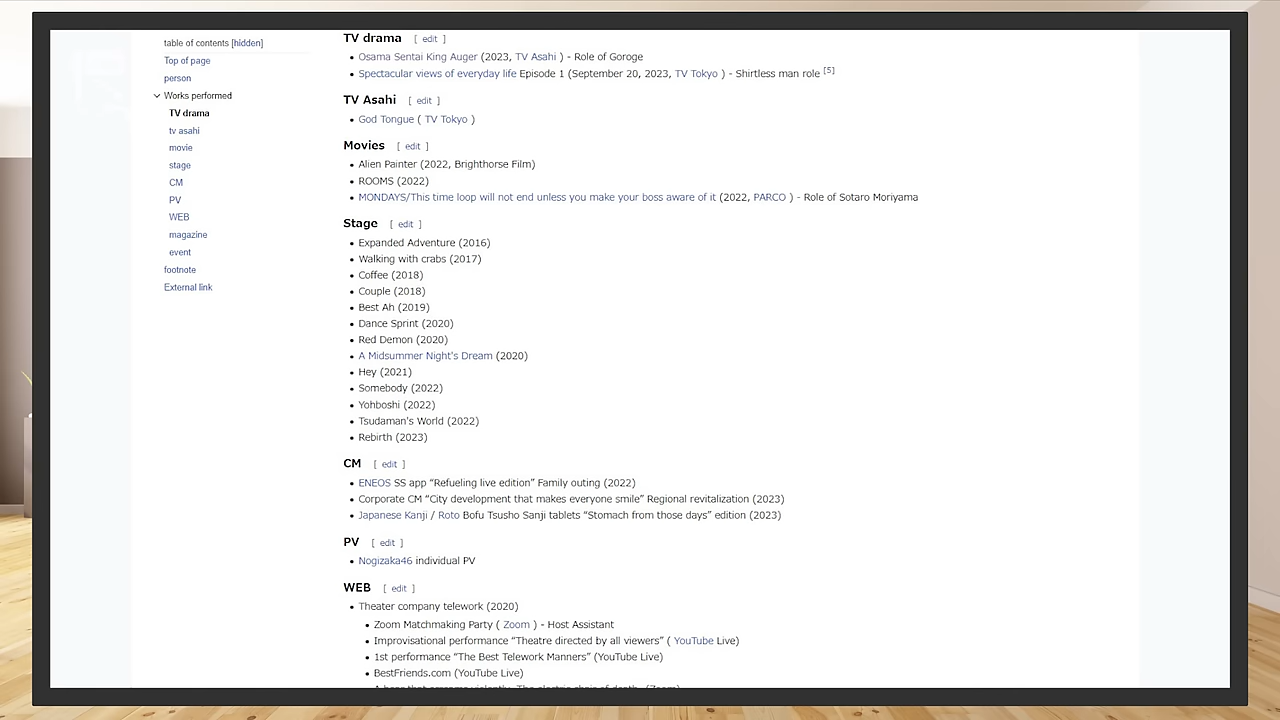 table of contents [hidden]
Top of page
person
Works performed
TV drama
tv asahi
movie
stage
CM
PV
WEB
magazine
event
footnote
External link
TV drama [ edit ]
Osama Sentai King Auger (2023, TV Asahi ) - Role of Goroge
Spectacular views of everyday life Episode 1 (September 20, 2023, TV Tokyo ) - Shirtless man role [5]
TV Asahi [ edit ]
God Tongue ( TV Tokyo )
Movies [ edit ]
Alien Painter (2022, Brighthorse Film)
ROOMS (2022)
MONDAYS/This time loop will not end unless you make your boss aware of it (2022, PARCO ) - Role of Sotaro Moriyama
Stage [ edit ]
Expanded Adventure (2016)
Walking with crabs (2017)
Coffee (2018)
Couple (2018)
Best Ah (2019)
Dance Sprint (2020)
Red Demon (2020)
A Midsummer Night's Dream (2020)
Hey (2021)
Somebody (2022)
Yohboshi (2022)
Tsudaman's World (2022)
Rebirth (2023)
CM [ edit ]
ENEOS SS app “Refueling live edition” Family outing (2022)
Corporate CM “City development that makes everyone smile” Regional revitalization (2023)
Japanese Kanji / Roto Bofu Tsusho Sanji tablets “Stomach from those days” edition (2023)
PV [ edit ]
Nogizaka46 individual PV
WEB [ edit ]
Theater company telework (2020)
Zoom Matchmaking Party ( Zoom ) - Host Assistant
Improvisational performance “Theatre directed by all viewers” ( YouTube Live)
1st performance “The Best Telework Manners” (YouTube Live)
BestFriends.com (YouTube Live)